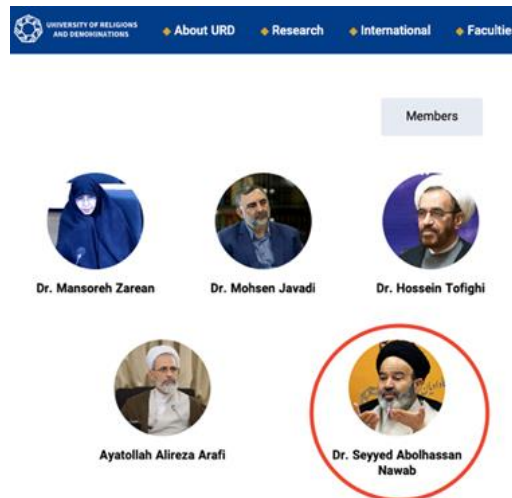 UNIVERSITY OF RELIGIONS
AND DENOMINATIONS
About URD
Research
International
Facultie
Members
Dr. Mansoreh Zarean
Dr. Mohsen Javadi
Dr. Hossein Tofighi
Ayatollah Alireza Arafi
Dr. Seyyed Abolhassan
Nawab